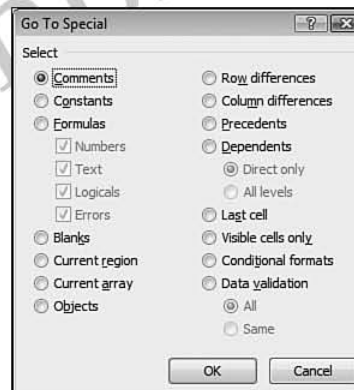 Go To Special
Select
Comments
Constants
Formulas
Numbers
Text
Logicals
Errors
Blanks
Current region
Current array
Objects
Row differences
Column differences
Precedents
Dependents
Direct only
All levels
Last cell
Visible cells only
Conditional formats
Data validation
All
Same
OK
Cancel